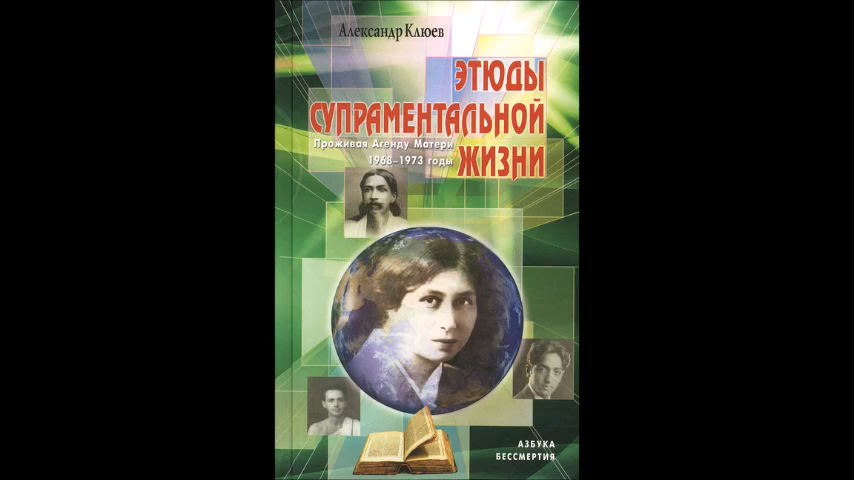 Александр Клюев
ЭТЮДЫ
СУПРАМЕНТАЛЬНОЙ
Проживая Агенду Матери
1968–1973 годы
ЖИЗНИ
АЗБУКА
БЕССМЕРТИЯ